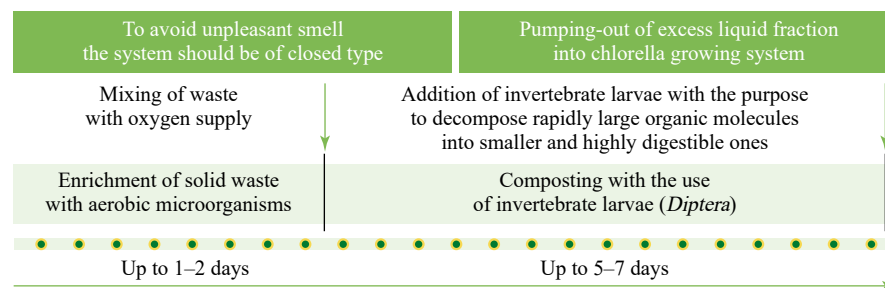 To avoid unpleasant smell
the system should be of closed type
Pumping-out of excess liquid fraction
into chlorella growing system
Mixing of waste
with oxygen supply
Addition of invertebrate larvae with the purpose
to decompose rapidly large organic molecules
into smaller and highly digestible ones
Enrichment of solid waste
with aerobic microorganisms
Composting with the use
of invertebrate larvae (Diptera)
Up to 1–2 days
Up to 5–7 days